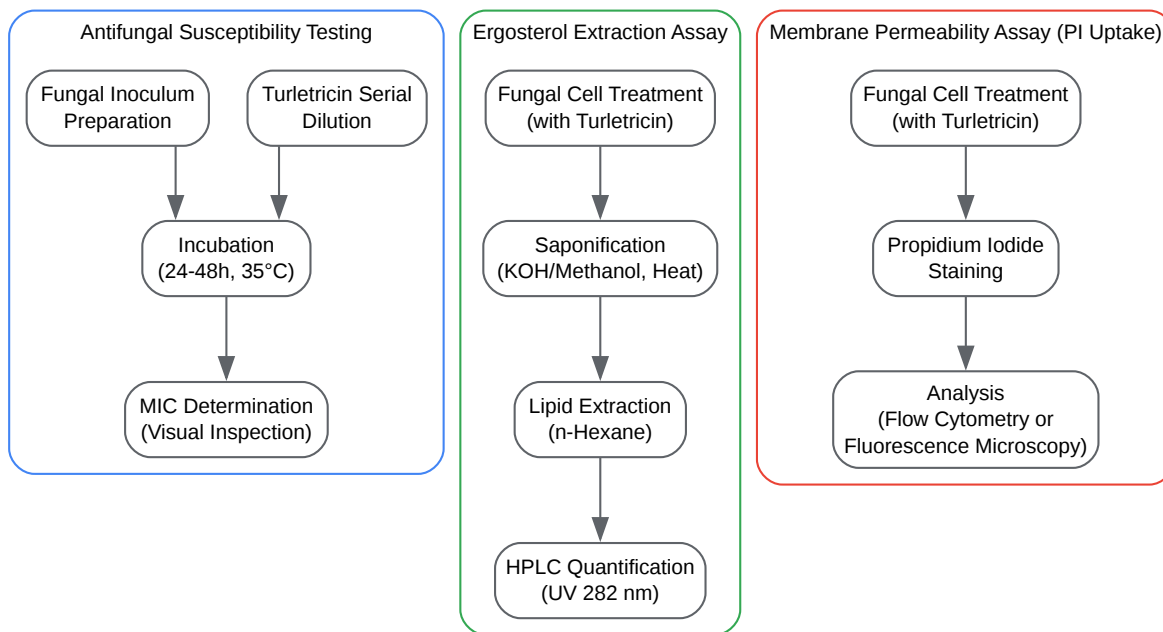 Antifungal Susceptibility Testing
Fungal Inoculum
Preparation
Turletricin Serial
Dilution
Incubation
(24-48h, 35°C)
MIC Determination
(Visual Inspection)
Ergosterol Extraction Assay
Fungal Cell Treatment
(with Turletricin)
Saponification
(KOH/Methanol, Heat)
Lipid Extraction
(n-Hexane)
HPLC Quantification
(UV 282 nm)
Membrane Permeability Assay (PI Uptake)
Fungal Cell Treatment
(with Turletricin)
Propidium Iodide
Staining
Analysis
(Flow Cytometry or
Fluorescence Microscopy)